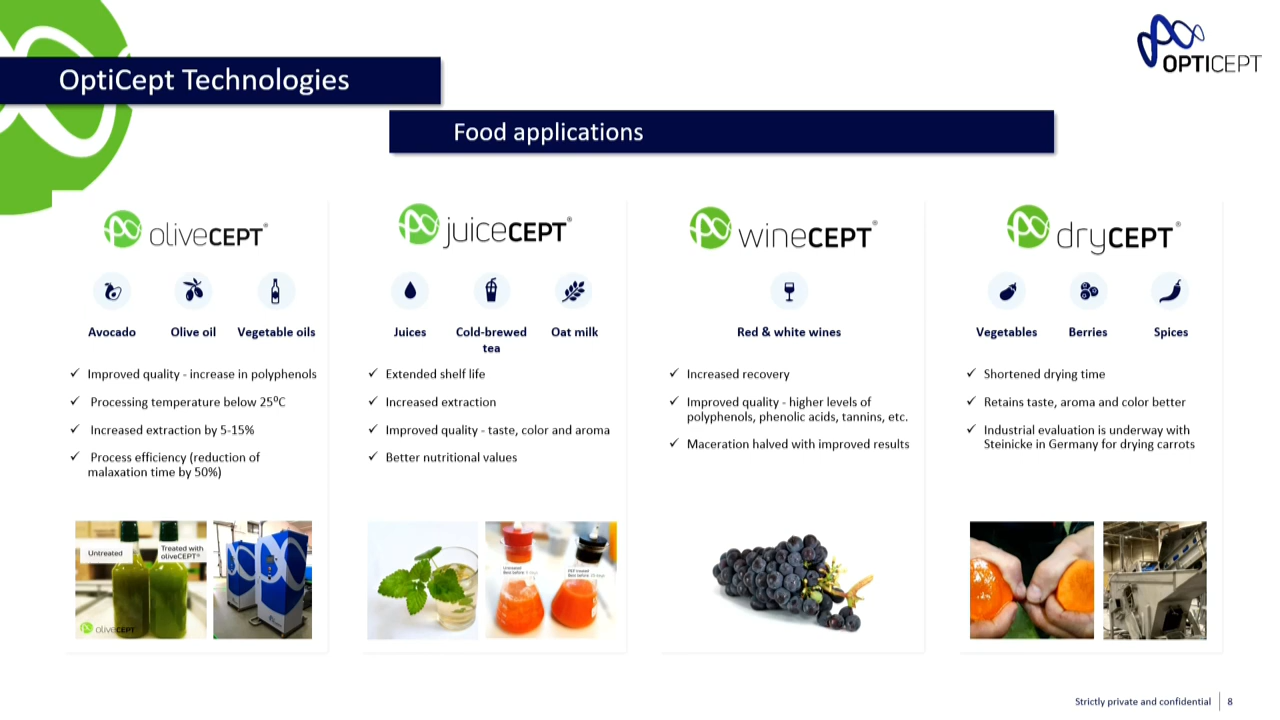 OPTICEPT
OptiCept Technologies
Food applications
oliveCEPT®
Avocado
Olive oil
Vegetable oils
✓ Improved quality - increase in polyphenols
✓ Processing temperature below 25⁰C
✓ Increased extraction by 5-15%
✓ Process efficiency (reduction of
malaxation time by 50%)
Untreated
Treated with
oliveCEPT®
oliveCEPT
juiceCEPT®
Juices
Cold-brewed
tea
Oat milk
✓ Extended shelf life
✓ Increased extraction
✓ Improved quality - taste, color and aroma
✓ Better nutritional values
Untreated
wineCEPT®
Red & white wines
✓ Increased recovery
✓ Improved quality - higher levels of
polyphenols, phenolic acids, tannins, etc.
✓ Maceration halved with improved results
dryCEPT®
Vegetables
Berries
Spices
✓ Shortened drying time
✓ Retains taste, aroma and color better
✓ Industrial evaluation is underway with
Steinicke in Germany for drying carrots
Strictly private and confidential
8